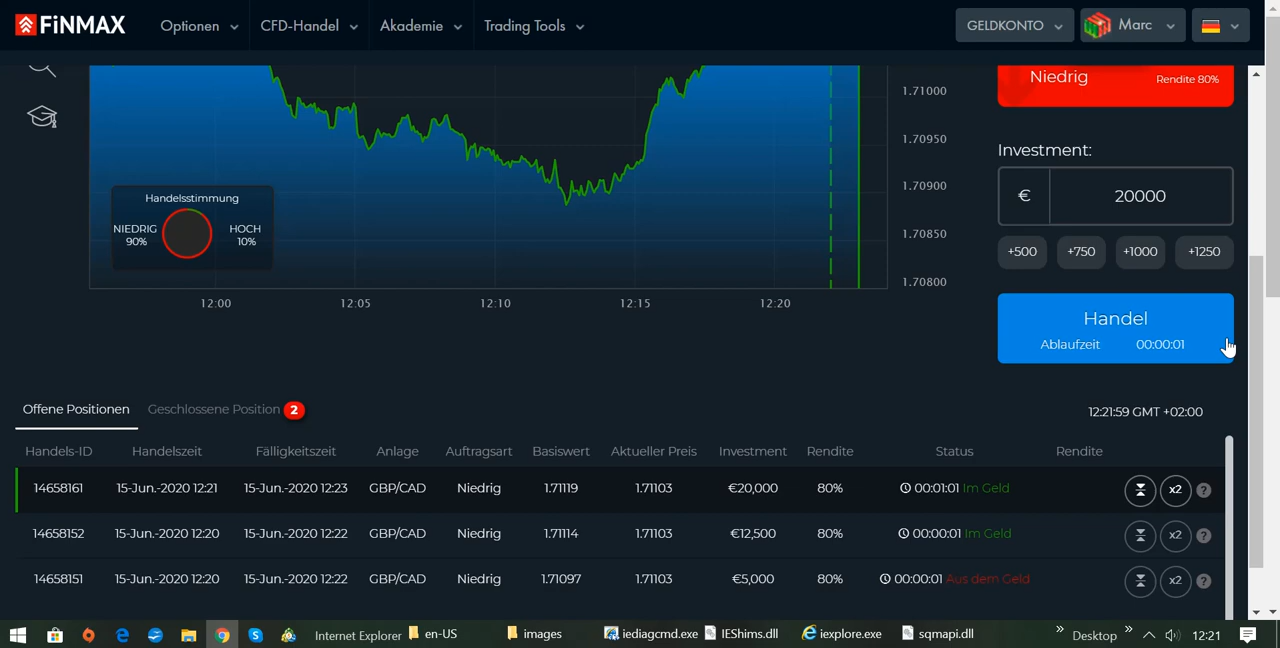 FiNMAX Optionen CFD-Handel Akademie Trading Tools GELDKONTO Marc
Niedrig Rendite 80%
1.71000
1.70950
1.70900
1.70850
1.70800
Handelsstimmung
NIEDRIG HOCH
90% 10%
12:00 12:05 12:10 12:15 12:20
Investment:
€ 20000
+500 +750 +1000 +1250
Handel
Ablaufzeit 00:00:01
Offene Positionen Geschlossene Position 2 12:21:59 GMT +02:00
Handels-ID Handelszeit Fälligkeitszeit Anlage Auftragsart Basiswert Aktueller Preis Investment Rendite Status Rendite
14658161 15-Jun.-2020 12:21 15-Jun.-2020 12:23 GBP/CAD Niedrig 1.71119 1.71103 €20,000 80% 00:01:01 Im Geld x2 ?
14658152 15-Jun.-2020 12:20 15-Jun.-2020 12:22 GBP/CAD Niedrig 1.71114 1.71103 €12,500 80% 00:00:01 Im Geld x2 ?
14658151 15-Jun.-2020 12:20 15-Jun.-2020 12:22 GBP/CAD Niedrig 1.71097 1.71103 €5,000 80% 00:00:01 Aus dem Geld x2 ?
Internet Explorer en-US images iediagcmd.exe IEShims.dll iexplore.exe sqmapi.dll Desktop 12:21